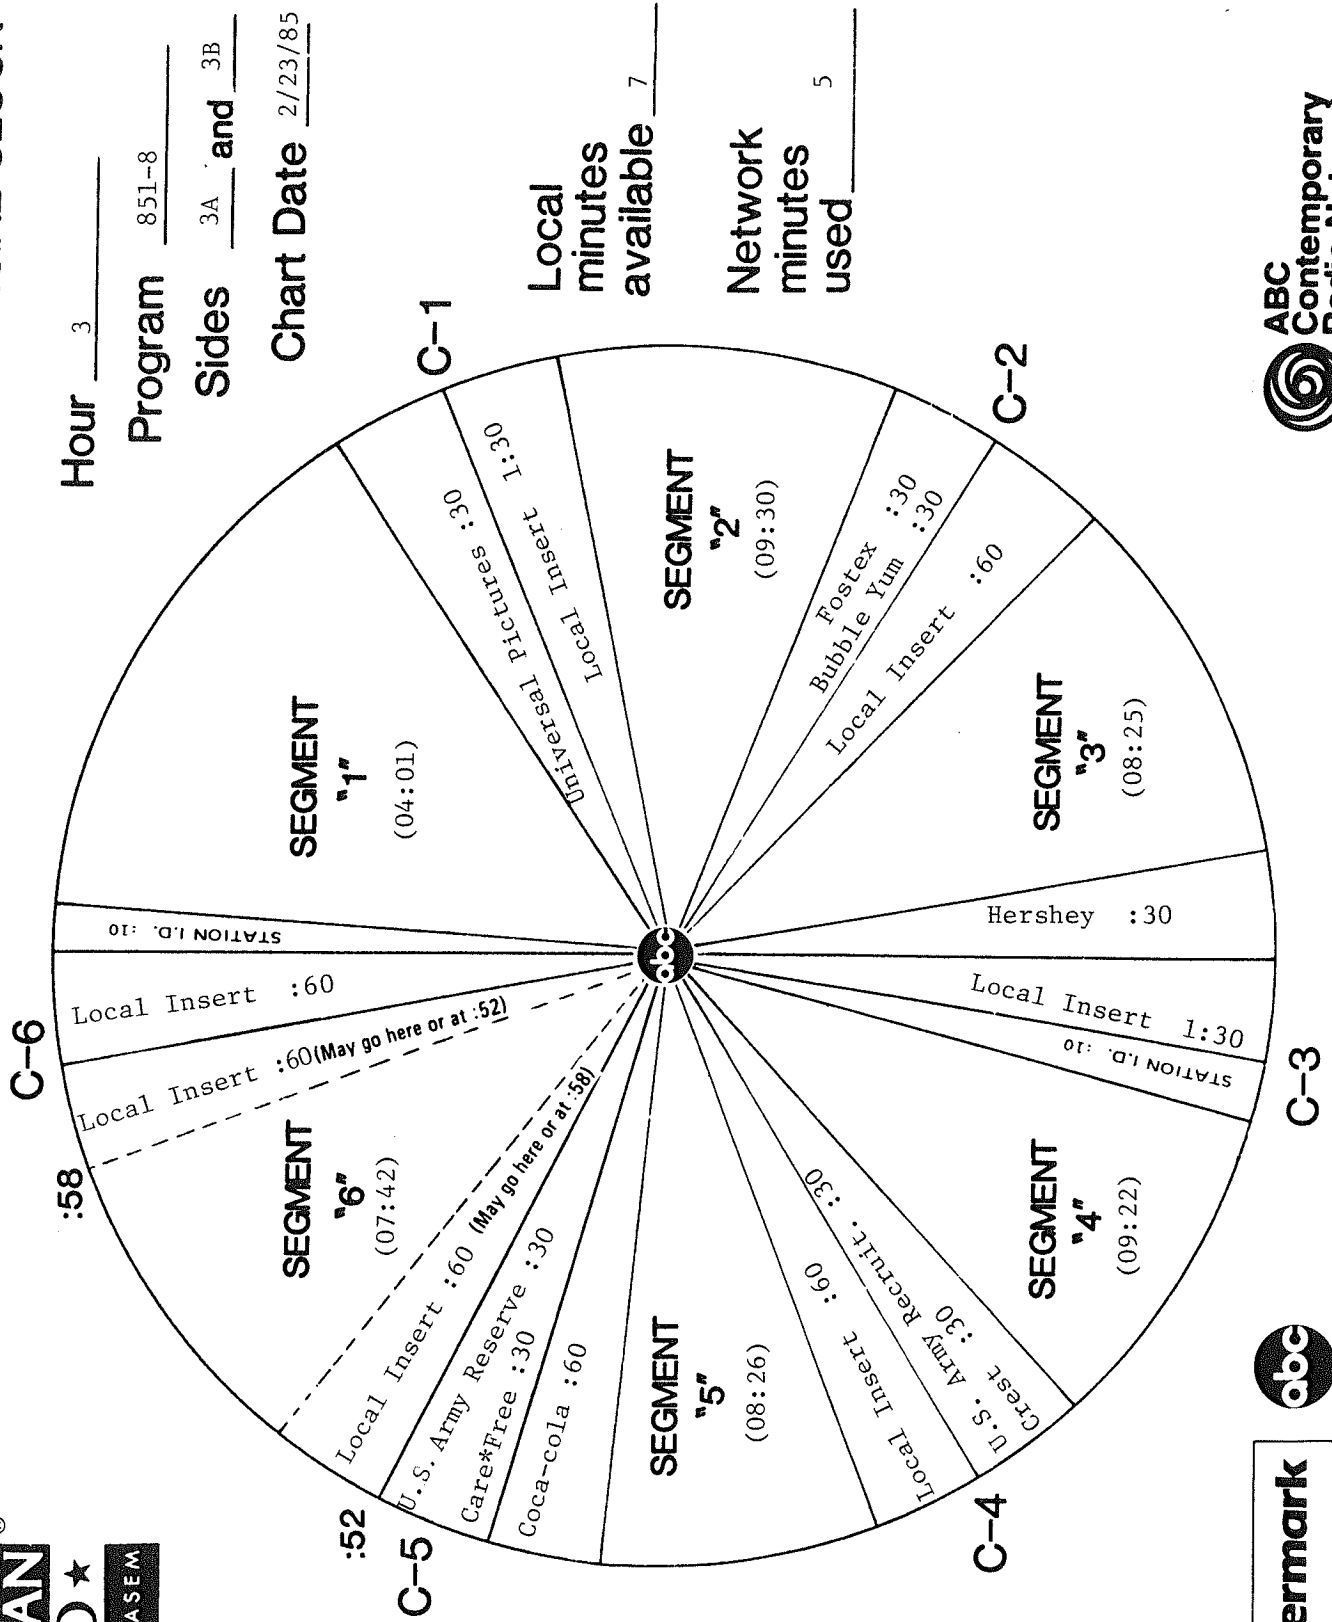 Hour 3
Program 851-8
Sides 3A and 3B
Chart Date 2/23/85
Local
minutes
available 7
Network
minutes
used 5
C-1
Universal Pictures :30
Local Insert 1:30
SEGMENT
"1"
(04:01)
SEGMENT
"2"
(09:30)
C-2
Fostex :30
Bubble Yum :30
Local Insert :60
SEGMENT
"3"
(08:25)
Hershey :30
C-3
Local Insert 1:30
STATION I.D. :10
SEGMENT
"4"
(09:22)
C-4
Crest :30
U.S. Army Recruit. :30
Local Insert :60
SEGMENT
"5"
(08:26)
C-5
Coca-cola :60
Care*Free :30
U.S. Army Reserve :30
:52
Local Insert :60 (May go here or at :58)
SEGMENT
"6"
(07:42)
:58
Local Insert :60 (May go here or at :52)
C-6
Local Insert :60
STATION I.D. :10
abc
abc
ABC
Contemporary